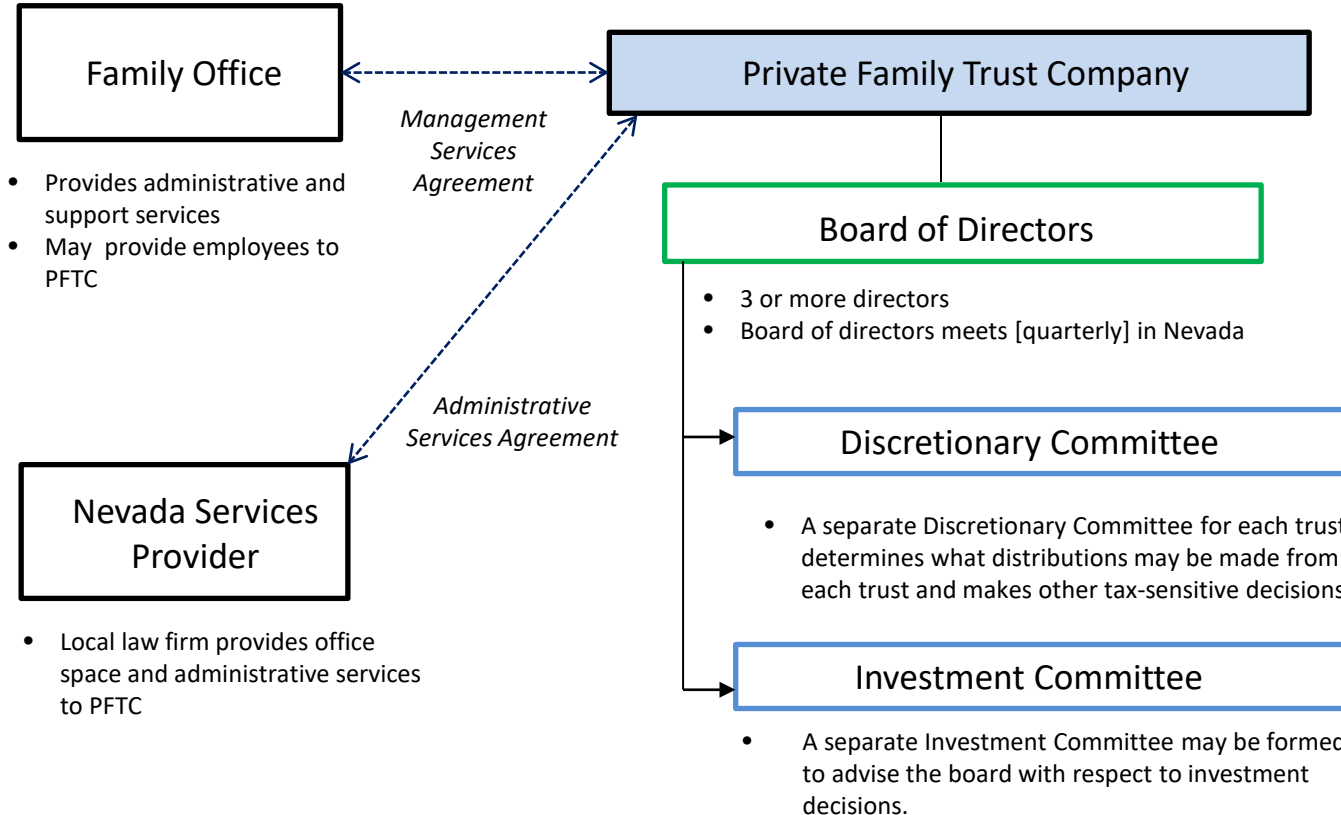 Family Office
Private Family Trust Company
Management
Services
Agreement
• Provides administrative and
support services
• May provide employees to
PFTC
Board of Directors
• 3 or more directors
• Board of directors meets [quarterly] in Nevada
Administrative
Services Agreement
Discretionary Committee
Nevada Services
Provider
• A separate Discretionary Committee for each trust
determines what distributions may be made from
each trust and makes other tax-sensitive decisions
• Local law firm provides office
space and administrative services
to PFTC
Investment Committee
• A separate Investment Committee may be formed
to advise the board with respect to investment
decisions.